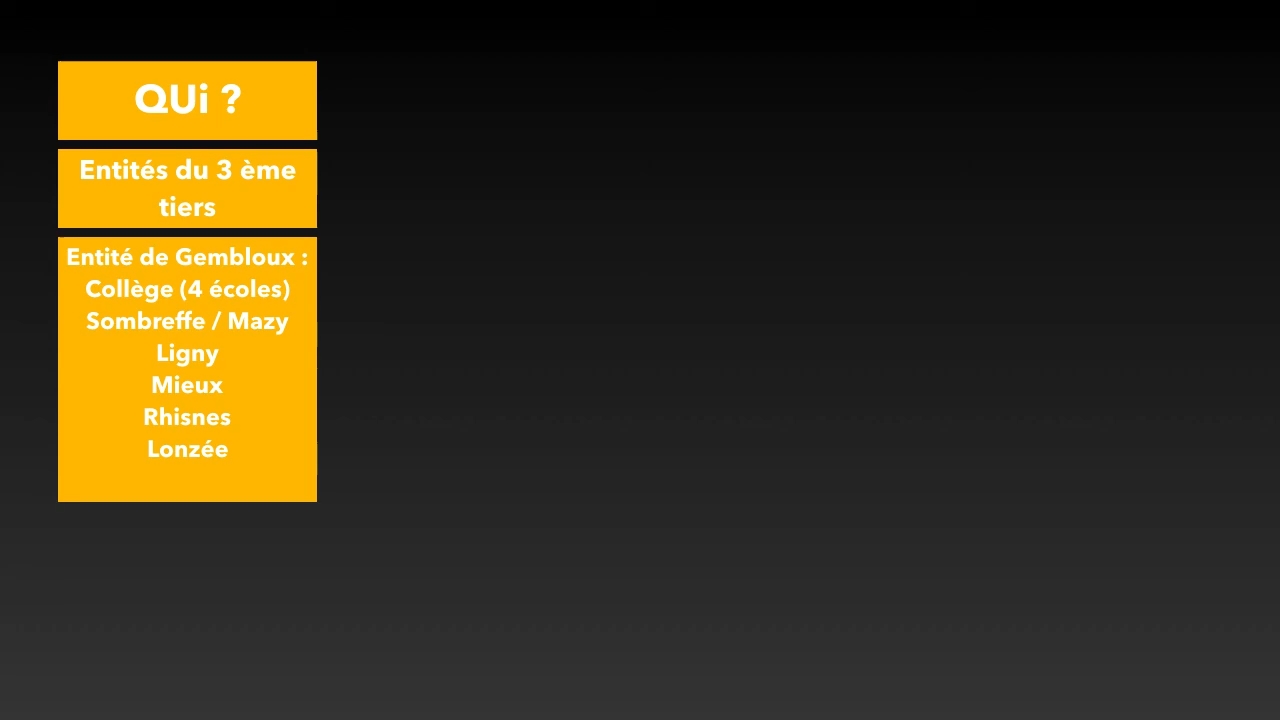 QUi ?
Entités du 3 ème
tiers
Entité de Gembloux :
Collège (4 écoles)
Sombreffe / Mazy
Ligny
Mieux
Rhisnes
Lonzée